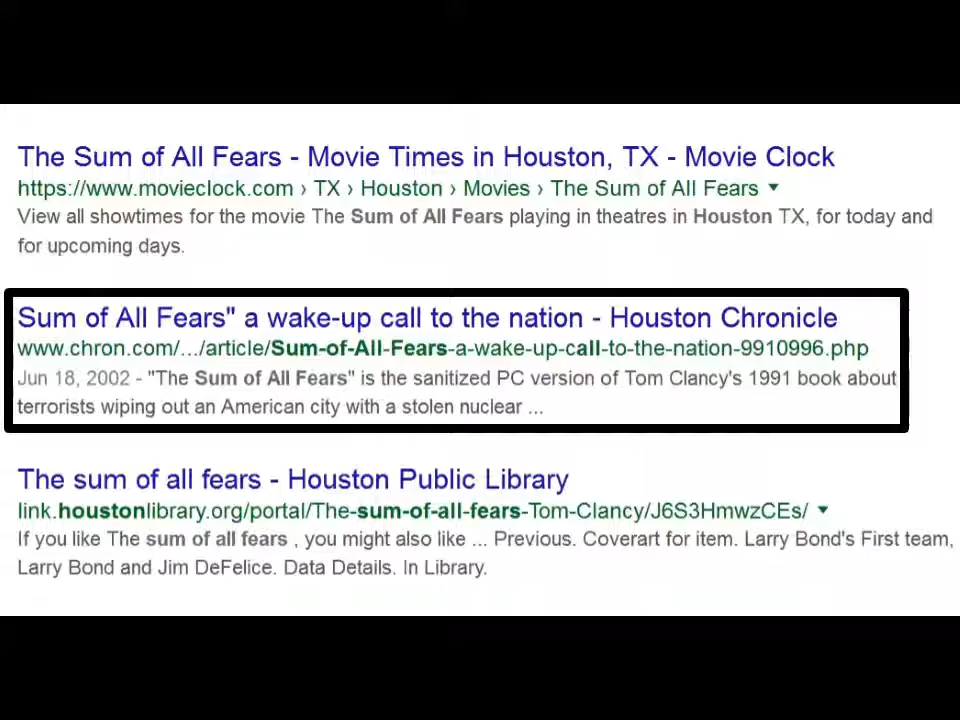 The Sum of All Fears - Movie Times in Houston, TX - Movie Clock
https://www.movieclock.com › TX › Houston › Movies › The Sum of All Fears
View all showtimes for the movie The Sum of All Fears playing in theatres in Houston TX, for today and
for upcoming days.
Sum of All Fears" a wake-up call to the nation - Houston Chronicle
www.chron.com/.../article/Sum-of-All-Fears-a-wake-up-call-to-the-nation-9910996.php
Jun 18, 2002 - "The Sum of All Fears" is the sanitized PC version of Tom Clancy's 1991 book about
terrorists wiping out an American city with a stolen nuclear ...
The sum of all fears - Houston Public Library
link.houstonlibrary.org/portal/The-sum-of-all-fears-Tom-Clancy/J6S3HmwzCEs/
If you like The sum of all fears , you might also like ... Previous. Coverart for item. Larry Bond's First team,
Larry Bond and Jim DeFelice. Data Details. In Library.